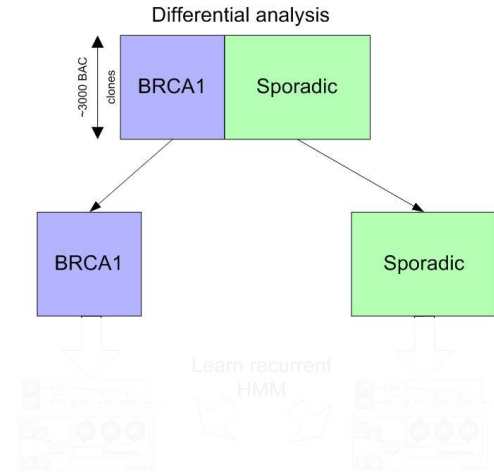 Differential analysis
~3000 BAC
clones
BRCA1
Sporadic
BRCA1
Sporadic
Learn recurrent
HMM